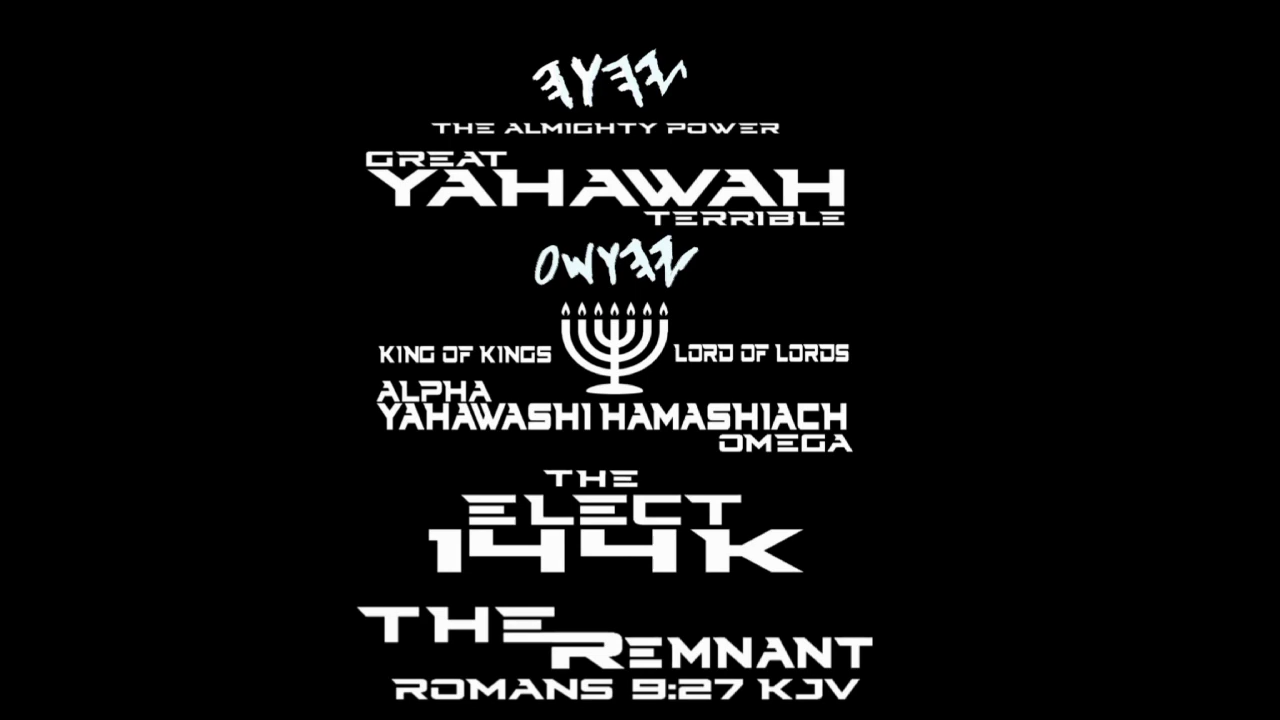 𐤉𐤄𐤅𐤄
THE ALMIGHTY POWER
GREAT
YAHAWAH
TERRIBLE
𐤉𐤄𐤅𐤔𐤏
KING OF KINGS LORD OF LORDS
ALPHA
YAHAWASHI HAMASHIACH
OMEGA
THE
ELECT
144K
THE
REMNANT
ROMANS 9:27 KJV